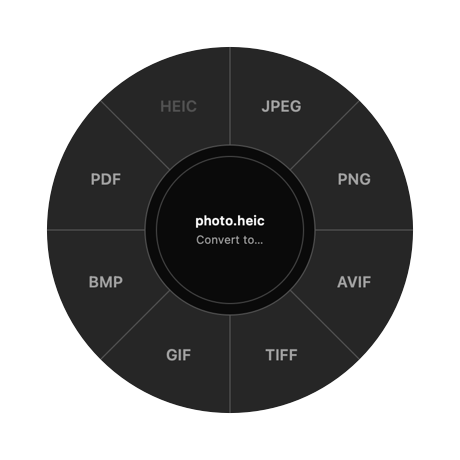 HEIC
JPEG
PDF
PNG
photo.heic
Convert to...
BMP
AVIF
GIF
TIFF